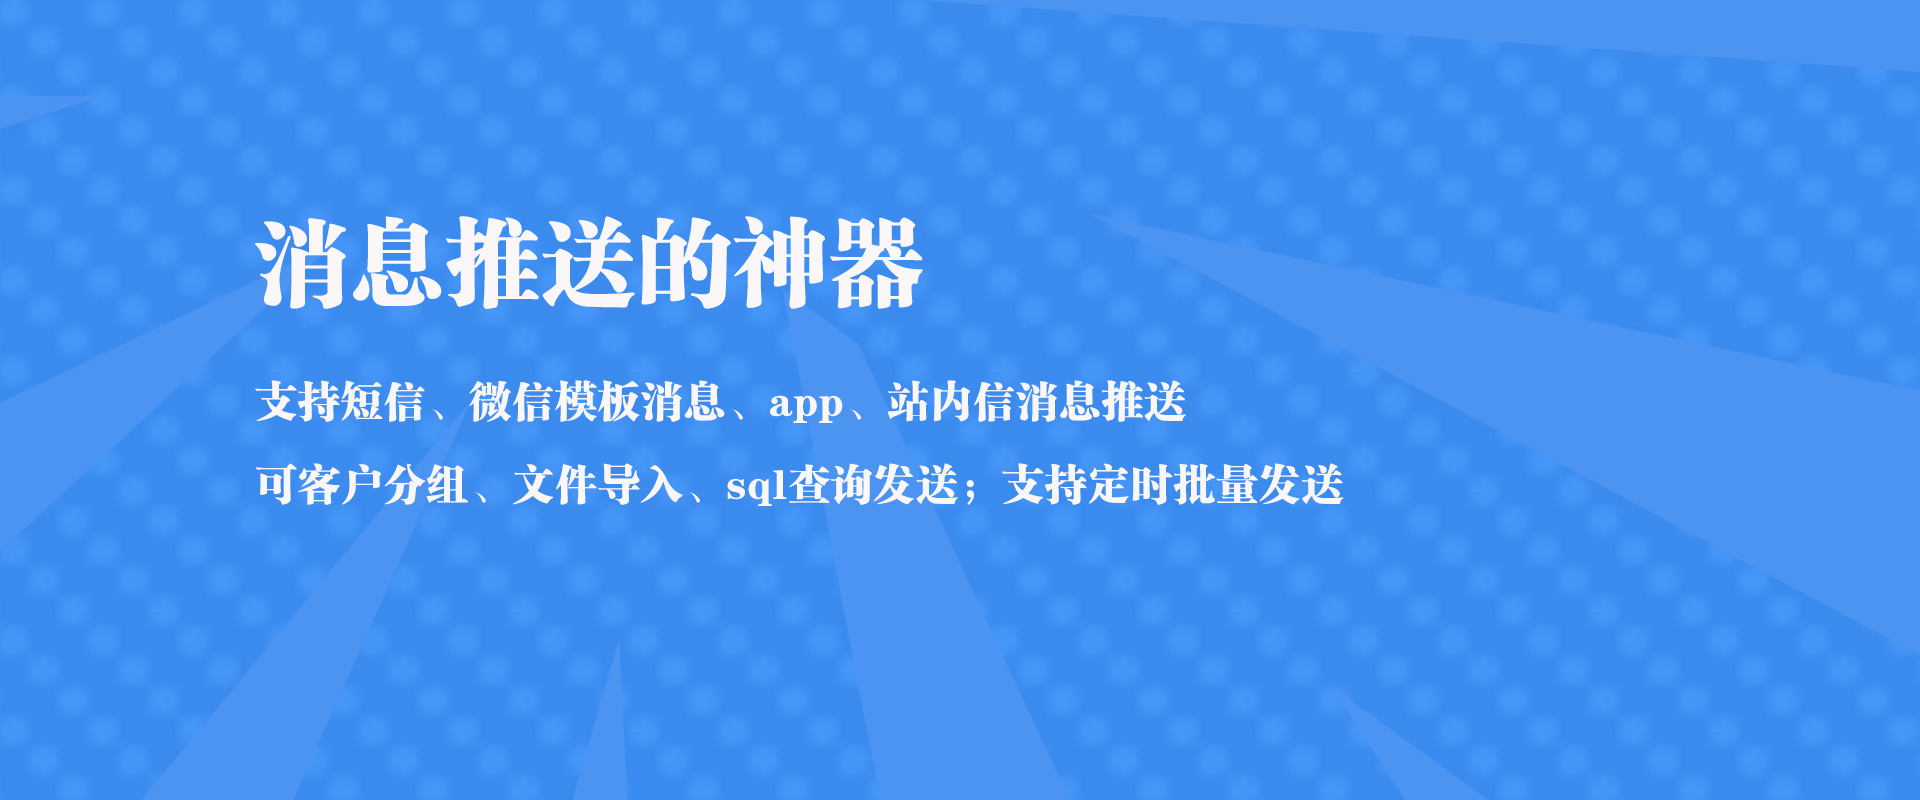 消息推送的神器
支持短信、微信模板消息、app、站内信消息推送
可客户分组、文件导入、sql查询发送；支持定时批量发送